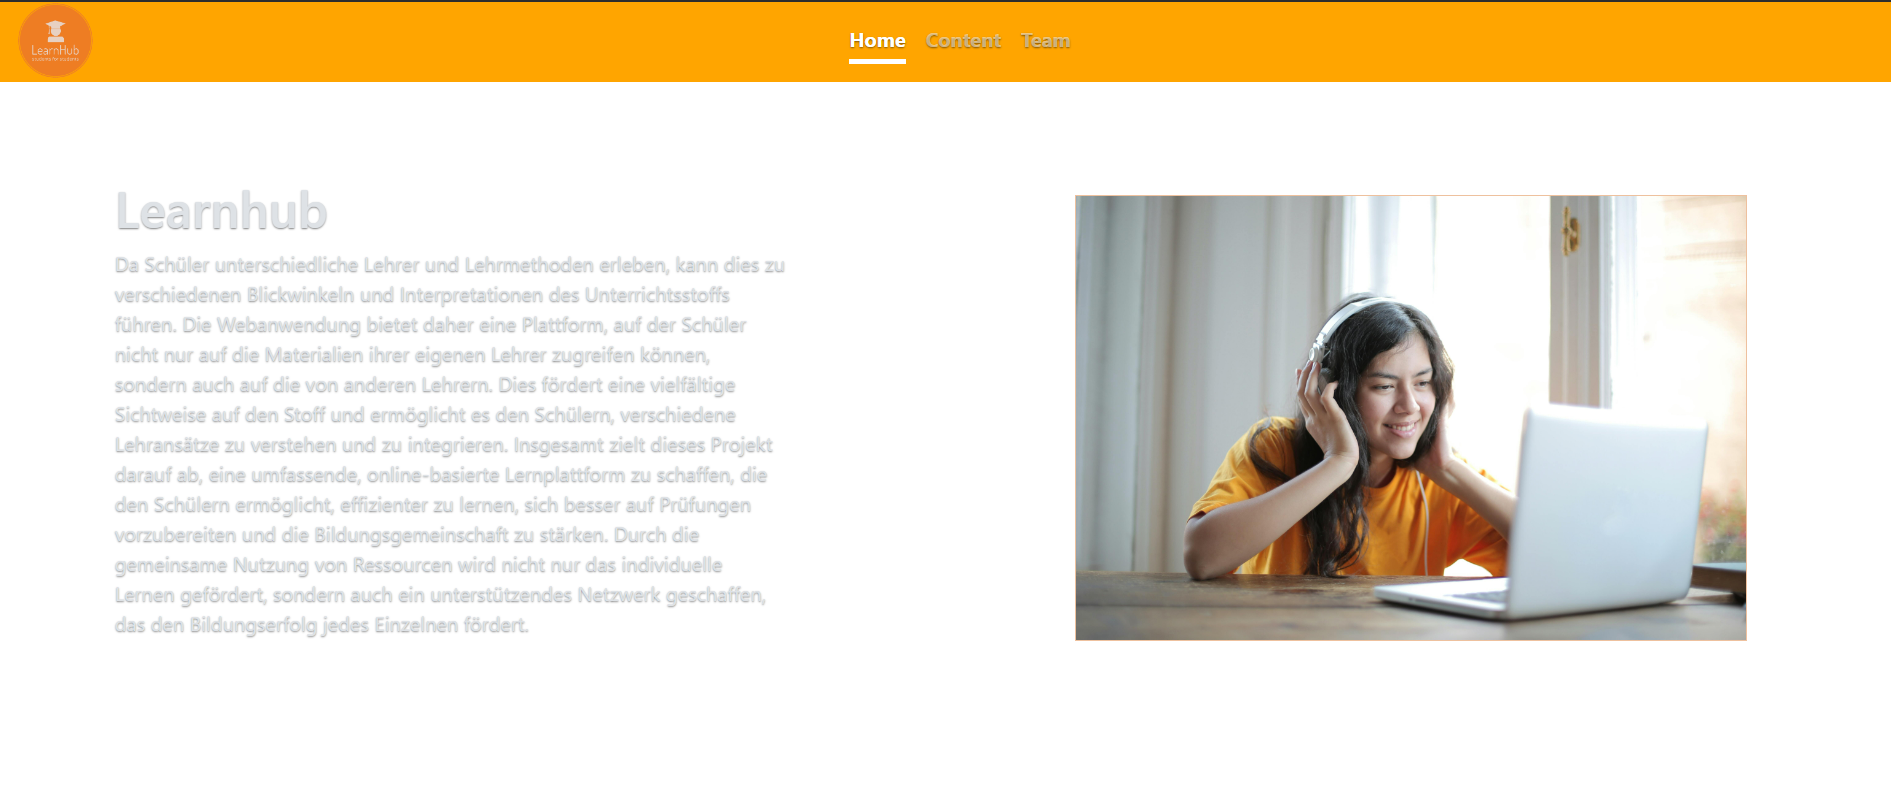 LearnHub
students for students
Home Content Team
Learnhub
Da Schüler unterschiedliche Lehrer und Lehrmethoden erleben, kann dies zu
verschiedenen Blickwinkeln und Interpretationen des Unterrichtsstoffs
führen. Die Webanwendung bietet daher eine Plattform, auf der Schüler
nicht nur auf die Materialien ihrer eigenen Lehrer zugreifen können,
sondern auch auf die von anderen Lehrern. Dies fördert eine vielfältige
Sichtweise auf den Stoff und ermöglicht es den Schülern, verschiedene
Lehransätze zu verstehen und zu integrieren. Insgesamt zielt dieses Projekt
darauf ab, eine umfassende, online-basierte Lernplattform zu schaffen, die
den Schülern ermöglicht, effizienter zu lernen, sich besser auf Prüfungen
vorzubereiten und die Bildungsgemeinschaft zu stärken. Durch die
gemeinsame Nutzung von Ressourcen wird nicht nur das individuelle
Lernen gefördert, sondern auch ein unterstützendes Netzwerk geschaffen,
das den Bildungserfolg jedes Einzelnen fördert.